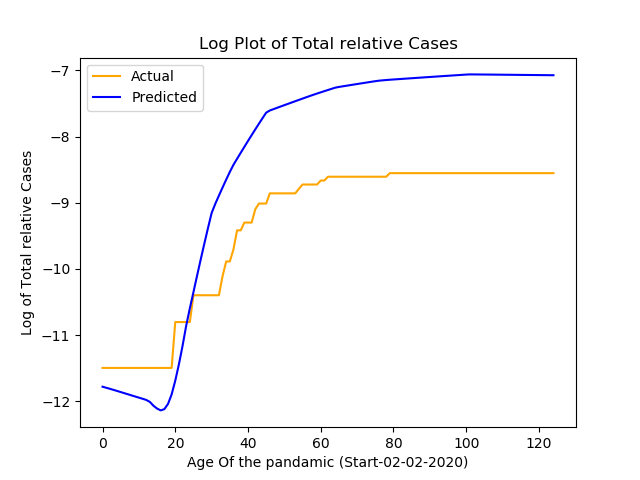 Log Plot of Total relative Cases
Actual
Predicted
Log of Total relative Cases
−7
−8
−9
−10
−11
−12
0 20 40 60 80 100 120
Age Of the pandamic (Start-02-02-2020)